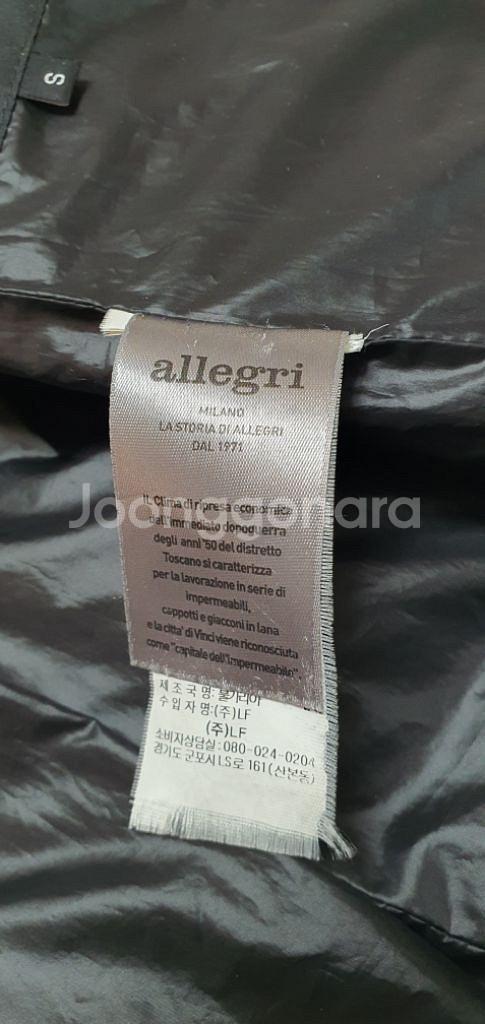 S
allegri
MILANO
LA STORIA DI ALLEGRI
DAL 1971
IL Clima di ripresa economica
dall'immediato dopoguerra
degli anni '50 del distretto
Toscano si caratterizza
per la lavorazione in serie di
impermeabili,
cappotti e giacconi in lana
e la citta' di Vinci viene riconosciuta
come "capitale dell'impermeabile".
Joonggonara
제 조 국 명: 불가리아
수 입 자 명:(주)LF
(주)LF
소비자상담실 : 080-024-0204
경기도 군포시 LS로 161(산본동)